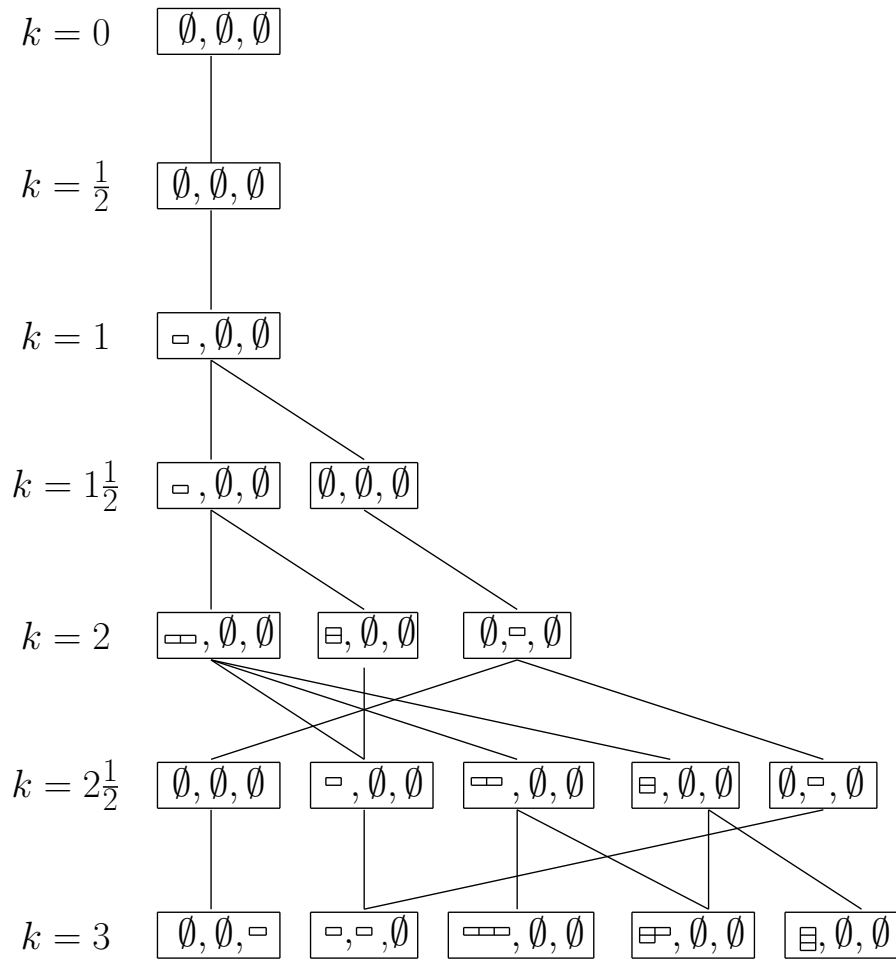 k = 0 ∅, ∅, ∅
k = 1/2 ∅, ∅, ∅
k = 1 , ∅, ∅
k = 1 1/2 , ∅, ∅ ∅, ∅, ∅
k = 2 , ∅, ∅ , ∅, ∅ ∅, , ∅
k = 2 1/2 ∅, ∅, ∅ , ∅, ∅ , ∅, ∅ , ∅, ∅ ∅, , ∅
k = 3 ∅, ∅, , , ∅ , ∅, ∅ , ∅, ∅ , ∅, ∅